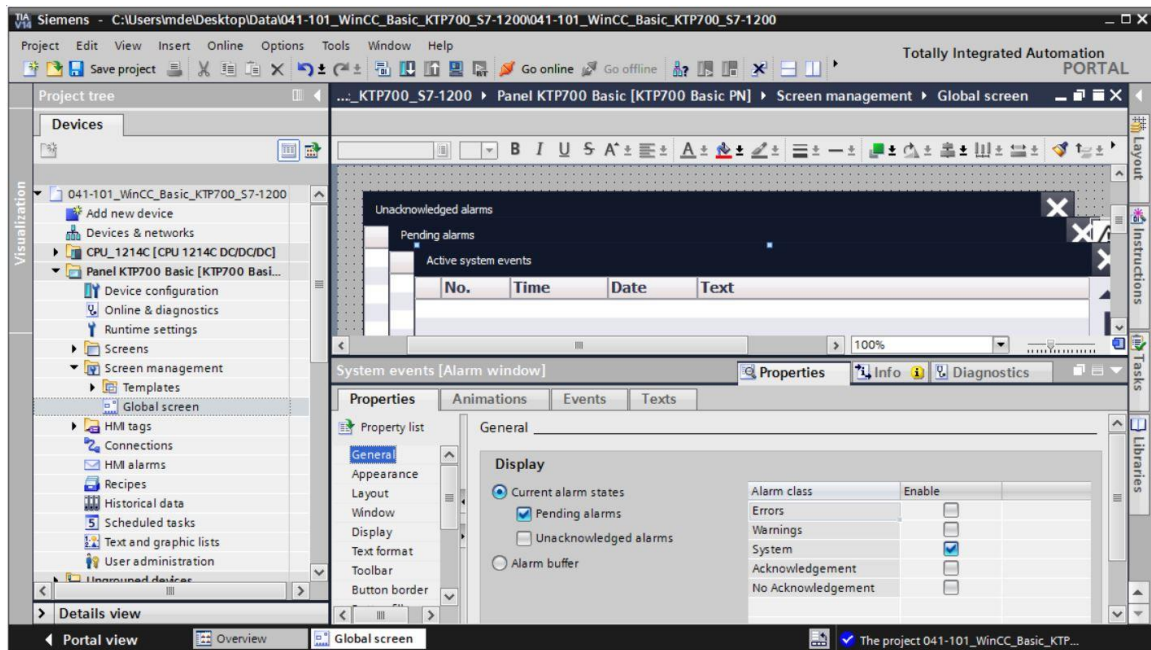 TIA V14 Siemens - C:\Users\mde\Desktop\Data\041-101_WinCC_Basic_KTP700_S7-1200\041-101_WinCC_Basic_KTP700_S7-1200
Project Edit View Insert Online Options Tools Window Help
Totally Integrated Automation
PORTAL
Save project Go online Go offline
Project tree
...:_KTP700_S7-1200 Panel KTP700 Basic [KTP700 Basic PN] Screen management Global screen
Devices
B I U S A A
Visualization
041-101_WinCC_Basic_KTP700_S7-1200
Add new device
Devices & networks
CPU_1214C [CPU 1214C DC/DC/DC]
Panel KTP700 Basic [KTP700 Basi...
Device configuration
Online & diagnostics
Runtime settings
Screens
Screen management
Templates
Global screen
HMI tags
Connections
HMI alarms
Recipes
Historical data
Scheduled tasks
Text and graphic lists
User administration
Ungrouped devices
Details view
Unacknowledged alarms
Pending alarms
Active system events
No. Time Date Text
100%
System events [Alarm window]
Properties Info Diagnostics
Properties Animations Events Texts
Property list
General
Appearance
Layout
Window
Display
Text format
Toolbar
Button border
General
Display
Current alarm states
Pending alarms
Unacknowledged alarms
Alarm buffer
Alarm class Enable
Errors
Warnings
System
Acknowledgement
No Acknowledgement
Layout
Instructions
Tasks
Libraries
Portal view Overview Global screen The project 041-101_WinCC_Basic_KTP...